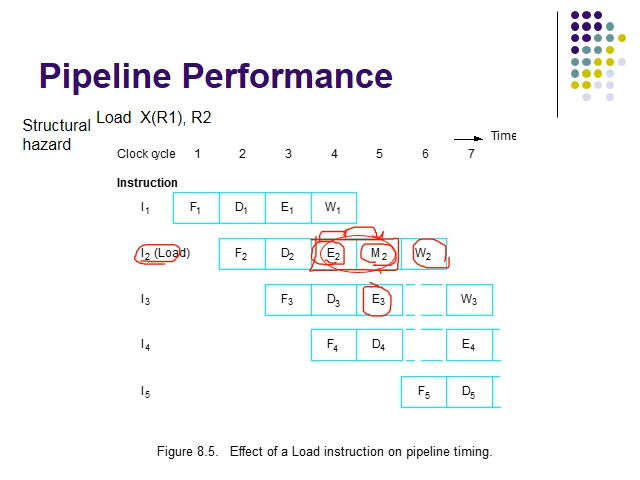 Pipeline Performance
Structural hazard
Load X(R1), R2
Time
Clock cycle 1 2 3 4 5 6 7
Instruction
I1 F1 D1 E1 W1
I2 (Load) F2 D2 E2 M2 W2
I3 F3 D3 E3 W3
I4 F4 D4 E4
I5 F5 D5
Figure 8.5. Effect of a Load instruction on pipeline timing.